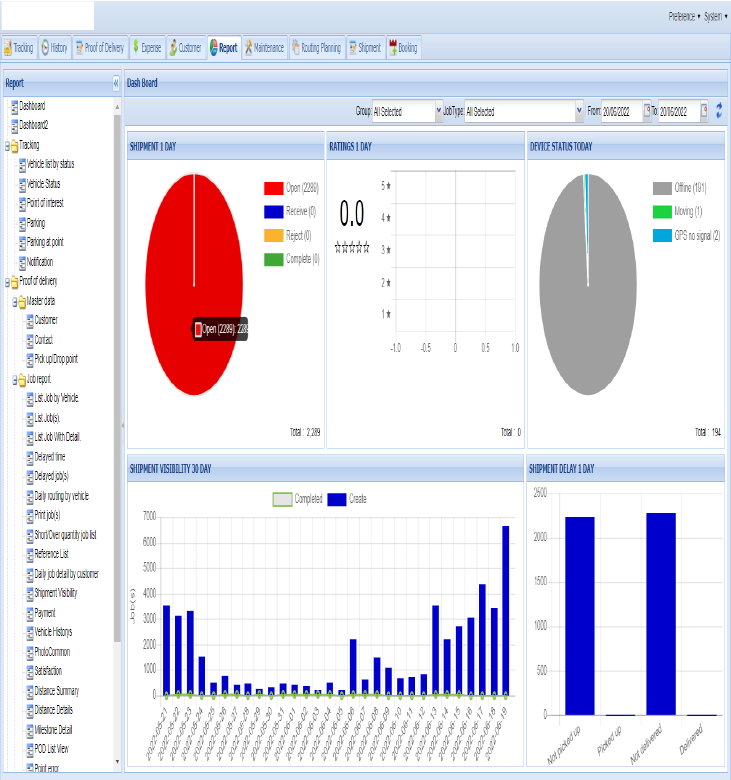 Preference ▾ System ▾
Tracking History Proof of Delivery Expense Customer Report Maintenance Routing Planning Shipment Booking
Report
Dashboard
Dashboard2
Tracking
Vehicle list by status
Vehicle Status
Point of interest
Parking
Parking at point
Notification
Proof of delivery
Master data
Customer
Contact
Pick up/Drop point
Job report
List Job by Vehicle.
List Job(s).
List Job With Detail.
Delayed time
Delayed job(s)
Daily routing by vehicle
Print job(s)
Short/Over quantity job list
Reference List
Daily job detail by customer
Shipment Visibility
Payment
Vehicle Historys
PhotoCommon
Satisfaction
Distance Summary
Distance Details
Milestone Detail
POD List View
Point error
Dash Board
Group: All Selected JobType: All Selected From: 20/06/2022 To: 20/06/2022
SHIPMENT 1 DAY
Open (2289)
Receive (0)
Reject (0)
Complete (0)
Open (2289): 2289
Total : 2,289
RATINGS 1 DAY
0.0
☆☆☆☆☆
5 ★
4 ★
3 ★
2 ★
1 ★
-1.0 -0.5 0 0.5 1.0
Total : 0
DEVICE STATUS TODAY
Offline (191)
Moving (1)
GPS no signal (2)
Total : 194
SHIPMENT VISIBILITY 30 DAY
Completed Create
Job(s)
7000
6000
5000
4000
3000
2000
1000
0
2022-05-21 2022-05-22 2022-05-23 2022-05-24 2022-05-25 2022-05-26 2022-05-27 2022-05-28 2022-05-29 2022-05-30 2022-05-31 2022-06-01 2022-06-02 2022-06-03 2022-06-04 2022-06-05 2022-06-06 2022-06-07 2022-06-08 2022-06-09 2022-06-10 2022-06-11 2022-06-12 2022-06-13 2022-06-14 2022-06-15 2022-06-16 2022-06-17 2022-06-18 2022-06-19
SHIPMENT DELAY 1 DAY
2500
2000
1500
1000
500
0
Not picked up Picked up Not delivered Delivered